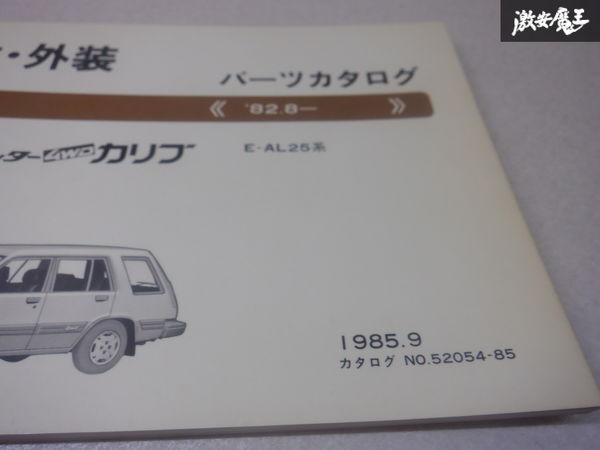 激安魔王
・外装
パーツカタログ
《 '82.8― 》
ター4WDカリブ
E-AL25系
1985.9
カタログ NO.52054-85